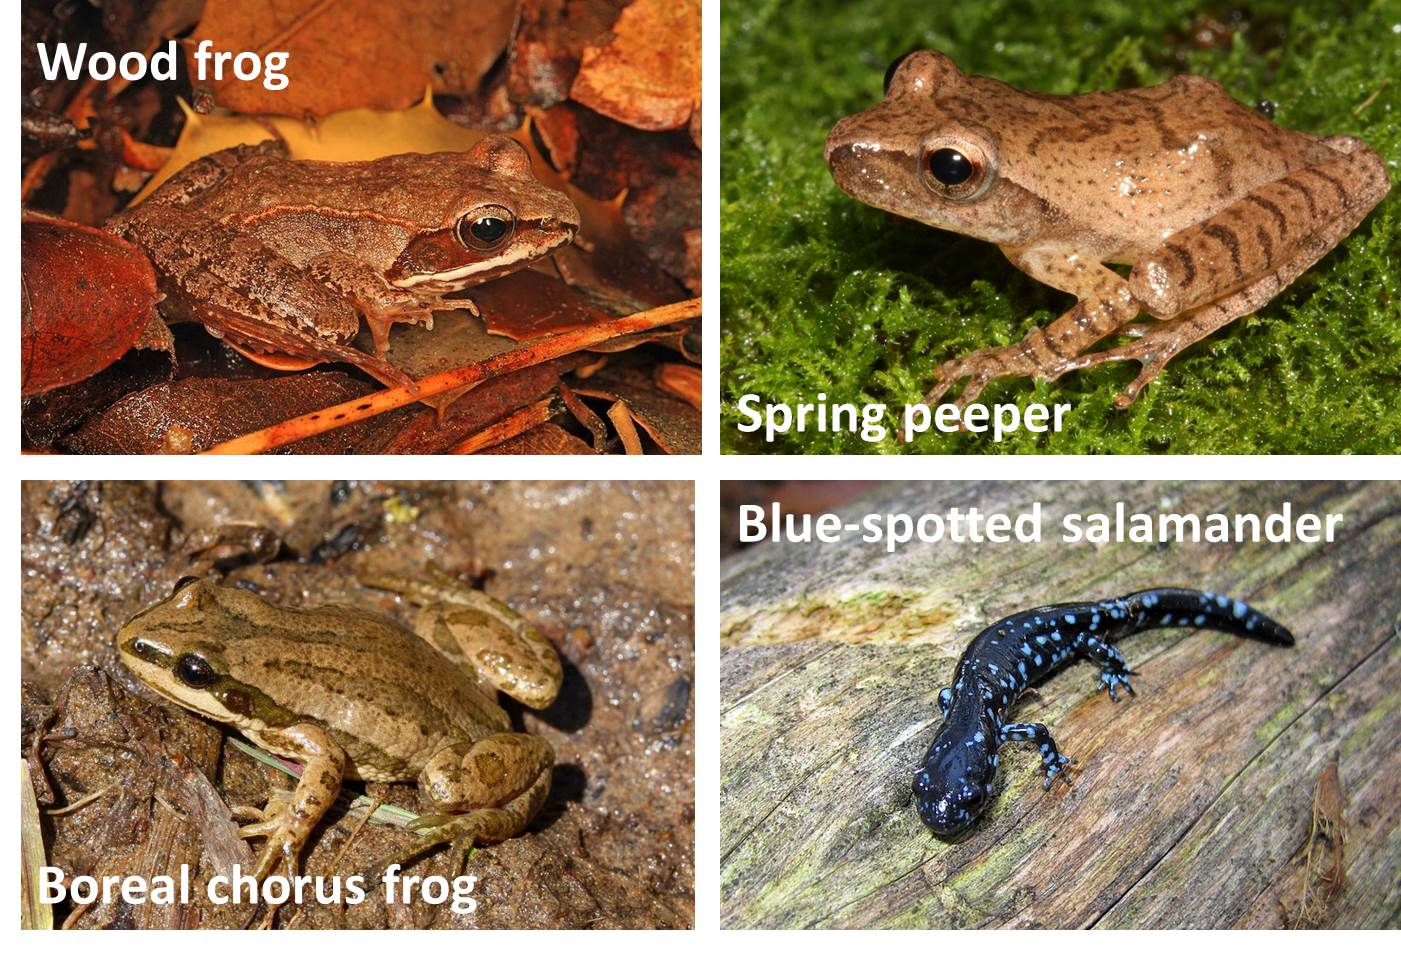 Wood frog
Spring peeper
Boreal chorus frog
Blue-spotted salamander